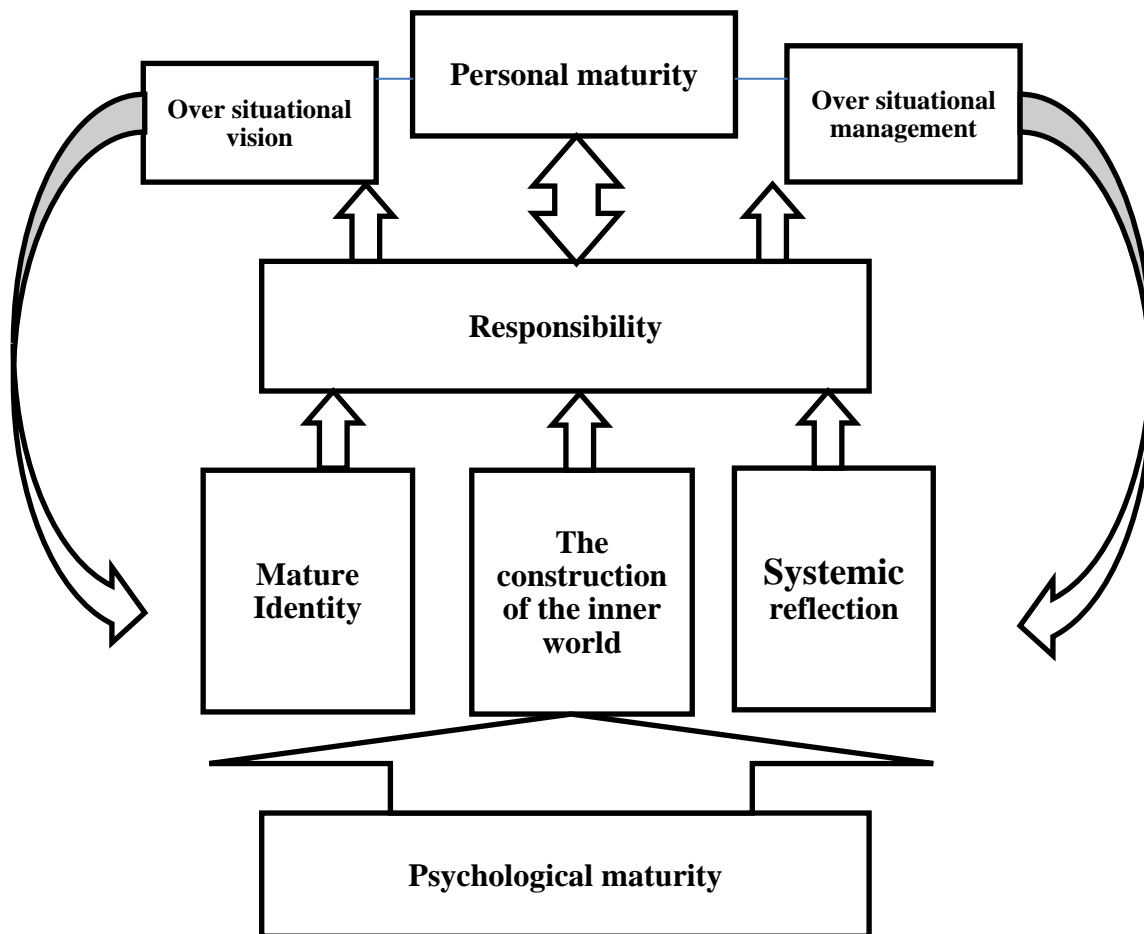 Personal maturity
Over situational
vision
Over situational
management
Responsibility
Mature
Identity
The
construction
of the inner
world
Systemic
reflection
Psychological maturity